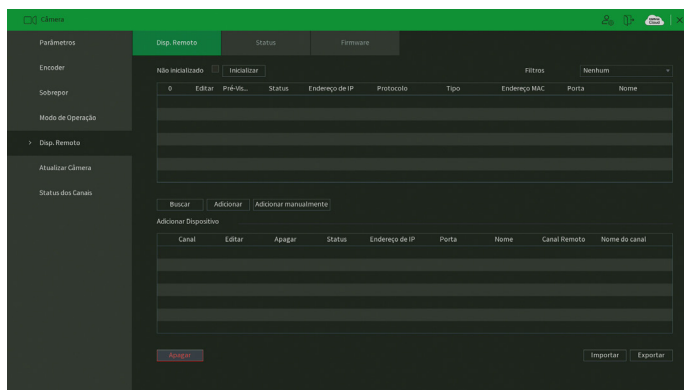 Câmera
Intelbras Cloud
Parâmetros
Disp. Remoto
Status
Firmware
Encoder
Não inicializado
Inicializar
Filtros
Nenhum
Sobrepor
0 Editar Pré-Vis... Status Endereço de IP Protocolo Tipo Endereço MAC Porta Nome
Modo de Operação
> Disp. Remoto
Atualizar Câmera
Status dos Canais
Buscar
Adicionar
Adicionar manualmente
Adicionar Dispositivo
Canal Editar Apagar Status Endereço de IP Porta Nome Canal Remoto Nome do canal
Apagar
Importar
Exportar